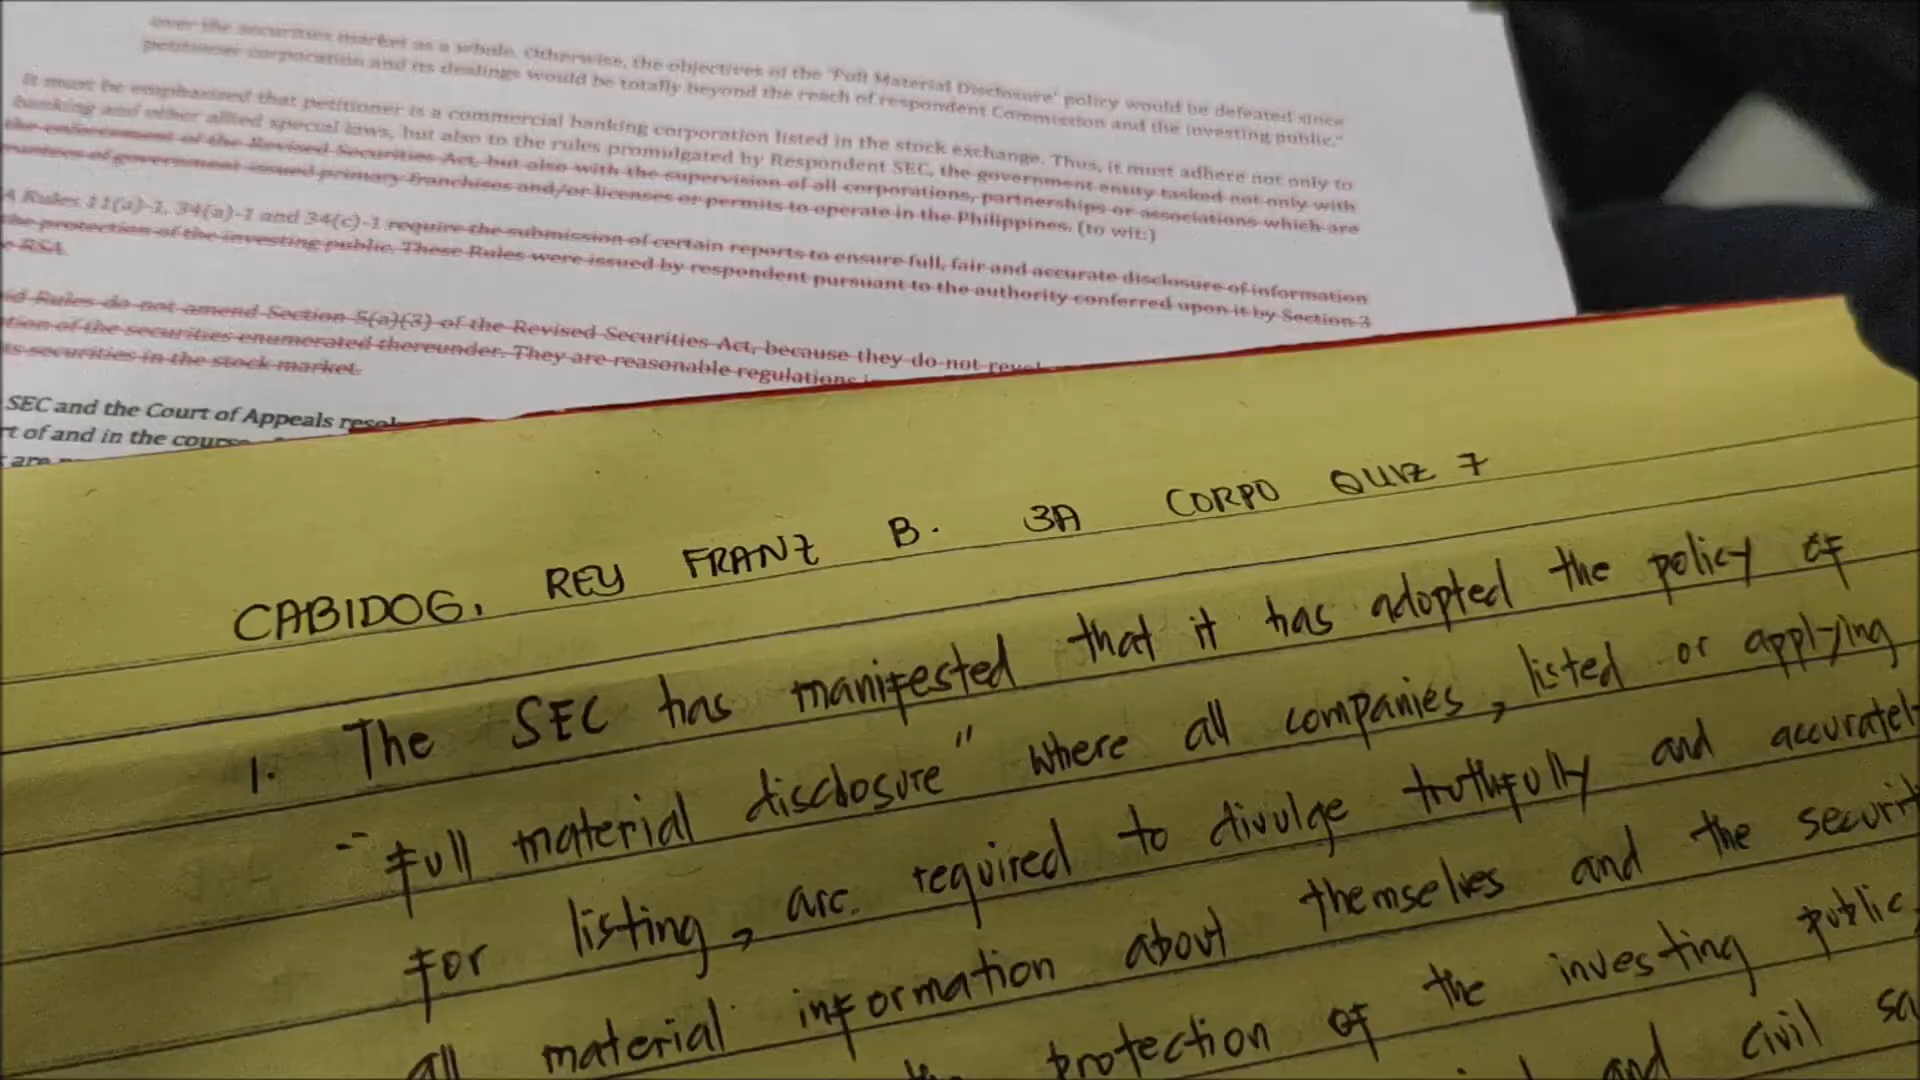 over the securities market as a whole. Otherwise, the objectives of the 'Full Material Disclosure' policy would be defeated since
petitioner corporation and its dealings would be totally beyond the reach of respondent Commission and the investing public."
It must be emphasized that petitioner is a commercial banking corporation listed in the stock exchange. Thus, it must adhere not only to
banking and other allied special laws, but also to the rules promulgated by Respondent SEC, the government entity tasked not only with
the enforcement of the Revised Securities Act, but also with the supervision of all corporations, partnerships or associations which are
grantees of government-issued primary franchises and/or licenses or permits to operate in the Philippines. (to wit:)
A Rules 11(a)-1, 34(a)-1 and 34(c)-1 require the submission of certain reports to ensure full, fair and accurate disclosure of information
the protection of the investing public. These Rules were issued by respondent pursuant to the authority conferred upon it by Section 3
RSA.
Rules do not amend Section 5(a)(3) of the Revised Securities Act, because they do not
tion of the securities enumerated thereunder. They are reasonable regulations
ts securities in the stock market.
SEC and the Court of Appeals
rt of and in the course
are
CABIDOG, REY FRANZ B. 3A CORPO QUIZ 7
1. The SEC has manifested that it has adopted the policy of
"full material disclosure" where all companies, listed or applying
for listing, are required to divulge truthfully and accuratel
all material information about themselves and the securit
protection of the investing public,
and civil sa